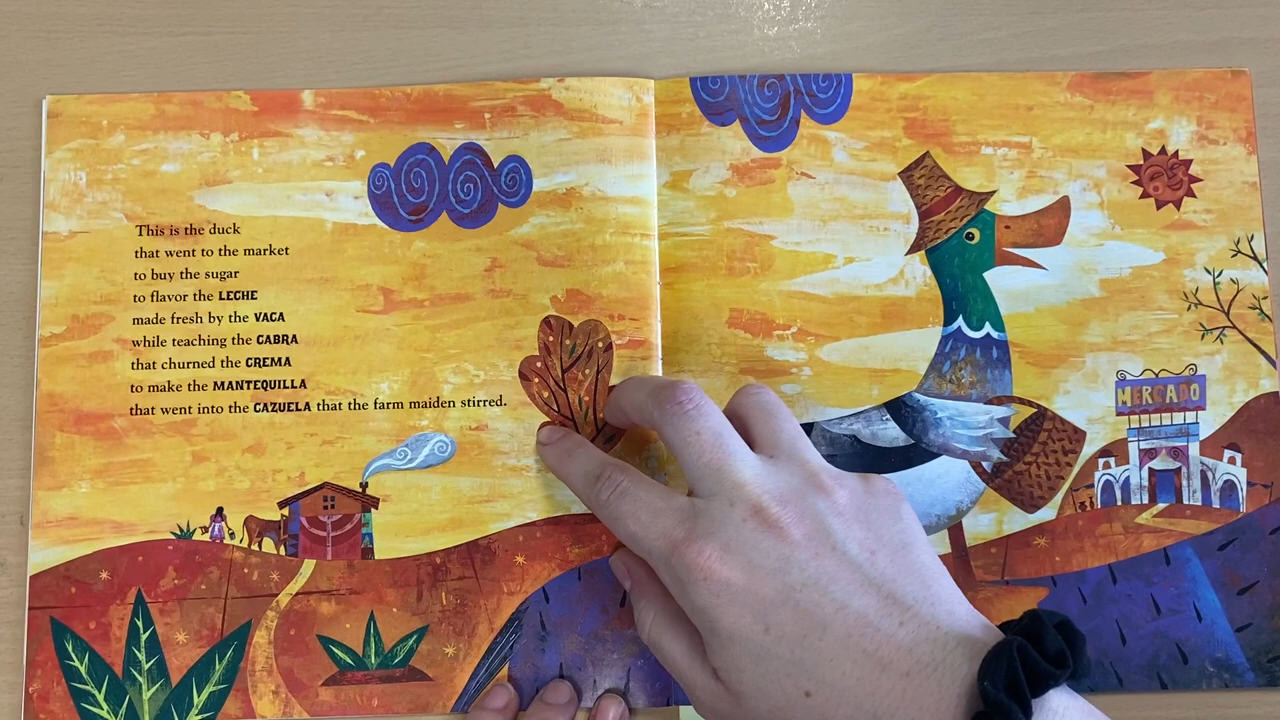 This is the duck
that went to the market
to buy the sugar
to flavor the LECHE
made fresh by the VACA
while teaching the CABRA
that churned the CREMA
to make the MANTEQUILLA
that went into the CAZUELA that the farm maiden stirred.
MERCADO